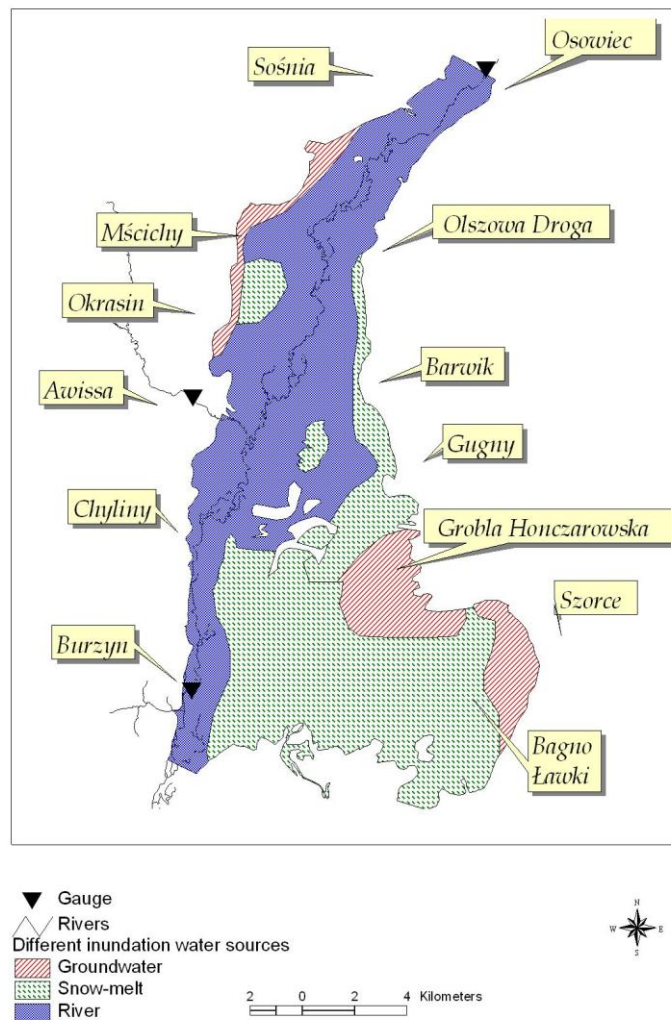 Osowiec
Sośnia
Mścichy
Olszowa Droga
Okrasin
Barwik
Awissa
Gugny
Chyliny
Grobla Honczarowska
Szorce
Burzyn
Bagno
Ławki
Gauge
Rivers
Different inundation water sources
Groundwater
Snow-melt
River
2 0 2 4 Kilometers
N
W E
S